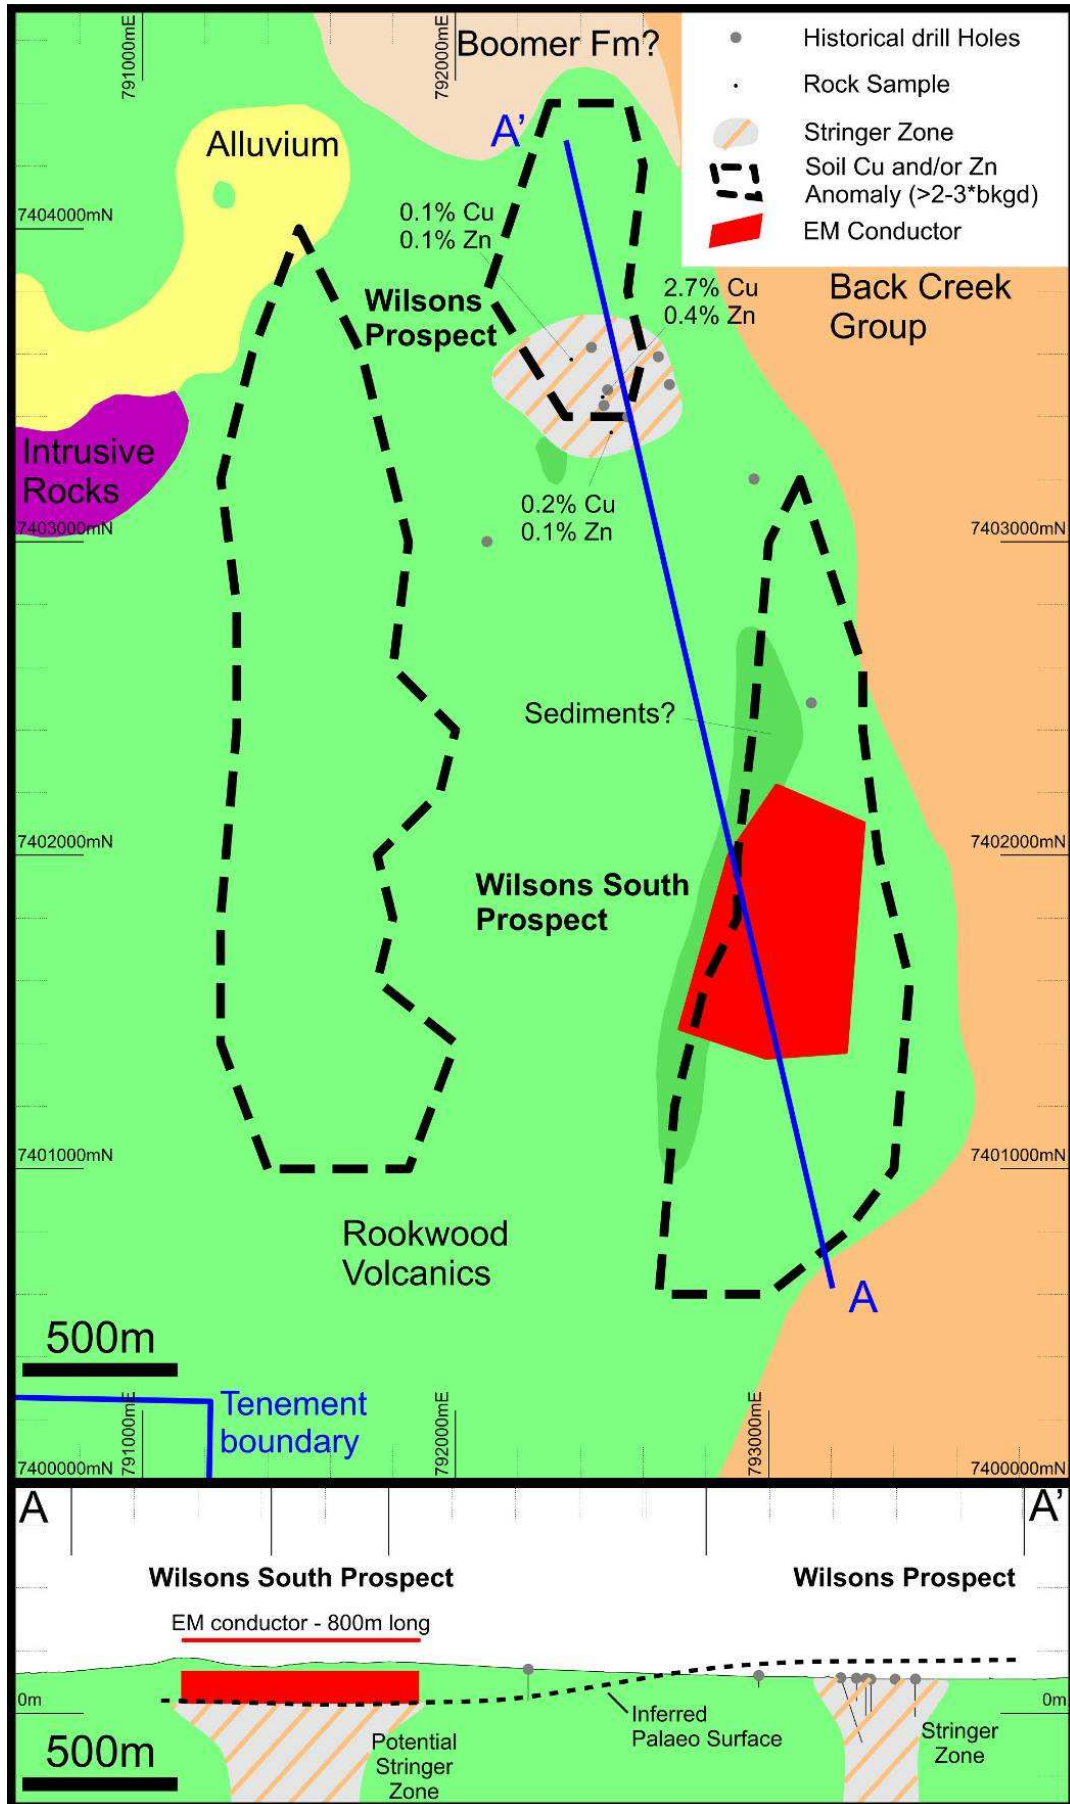 791000mE
792000mE
Boomer Fm?
Historical drill Holes
Rock Sample
Stringer Zone
Soil Cu and/or Zn
Anomaly (>2-3*bkgd)
EM Conductor
A'
Alluvium
7404000mN
0.1% Cu
0.1% Zn
Wilsons
Prospect
2.7% Cu
0.4% Zn
Back Creek
Group
Intrusive
Rocks
0.2% Cu
0.1% Zn
7403000mN
7403000mN
Sediments?
7402000mN
7402000mN
Wilsons South
Prospect
7401000mN
7401000mN
Rookwood
Volcanics
A
500m
Tenement
boundary
791000mE
792000mE
793000mE
7400000mN
7400000mN
A
A'
Wilsons South Prospect
Wilsons Prospect
EM conductor - 800m long
0m
0m
Inferred
Palaeo Surface
Potential
Stringer
Zone
Stringer
Zone
500m